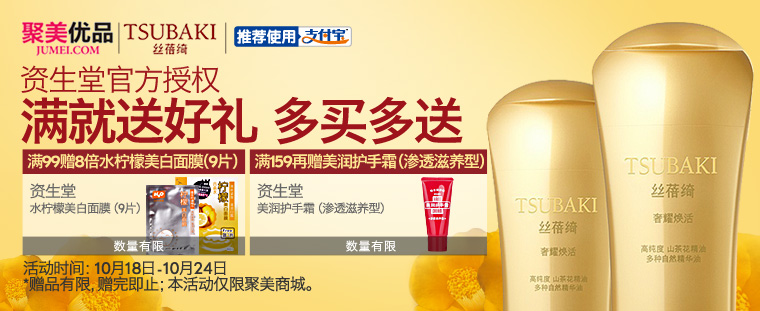 聚美优品
JUMEI.COM
TSUBAKI
丝蓓绮
推荐使用 支付宝
资生堂官方授权
满就送好礼 多买多送
满99赠8倍水柠檬美白面膜(9片)
满159再赠美润护手霜(渗透滋养型)
资生堂
水柠檬美白面膜 (9片)
数量有限
资生堂
美润护手霜 (渗透滋养型)
数量有限
活动时间: 10月18日-10月24日
*赠品有限，赠完即止；本活动仅限聚美商城。
TSUBAKI
丝蓓绮
奢耀焕活
高纯度 山茶花精油
多种自然精华油
TSUBAKI
丝蓓绮
奢耀焕活
高纯度 山茶花精油
多种自然精华油
柠檬